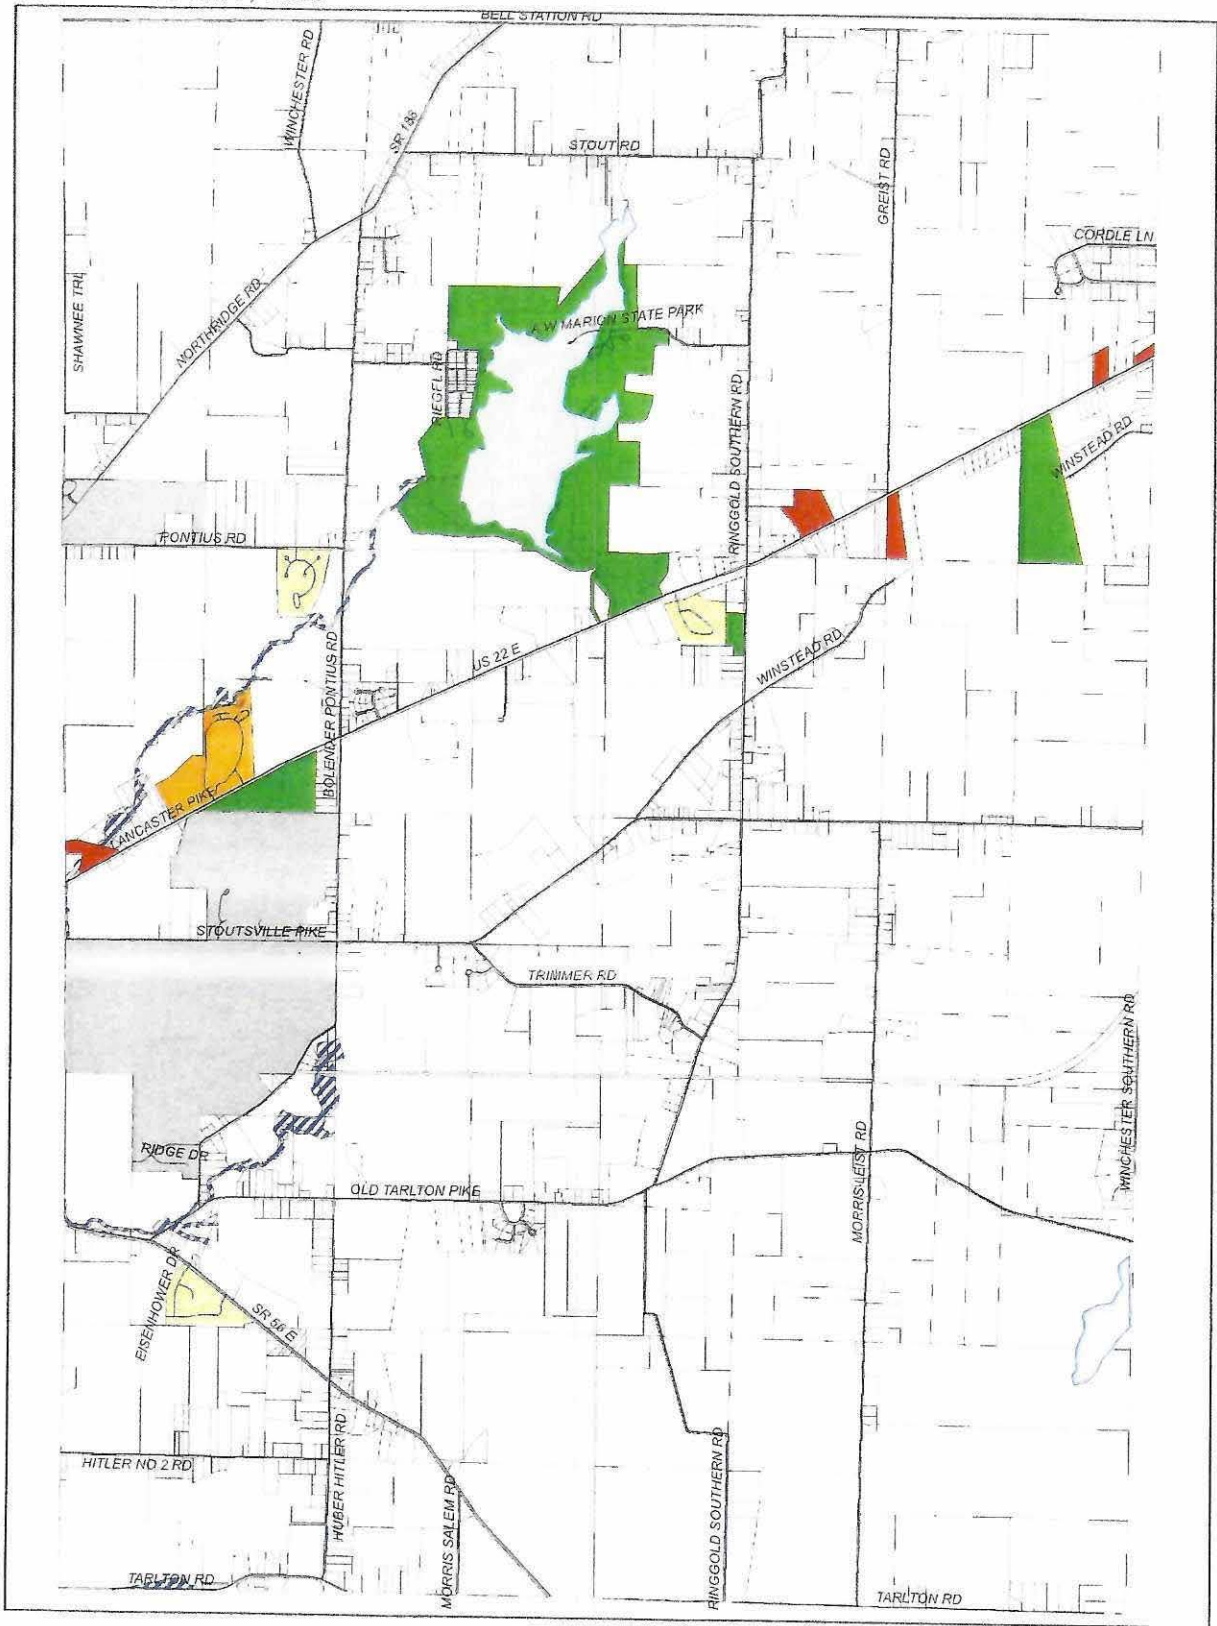 BELL STATION RD
WINCHESTER RD
SR 188
STOUT RD
GREIST RD
CORDLE LN
SHAWNEE TRL
NORTHRIDGE RD
A W MARION STATE PARK
RIEGEL RD
RINGGOLD SOUTHERN RD
WINSTEAD RD
PONTIUS RD
US 22 E
WINSTEAD RD
BOLENDER PONTIUS RD
LANCASTER PIKE
STOUTSVILLE PIKE
TRIMMER RD
WINCHESTER SOUTHERN RD
RIDGE DR
OLD TARLTON PIKE
MORRIS LEIST RD
EISENHOWER DR
SR 56 E
HITLER NO 2 RD
HUBER HITLER RD
MORRIS SALEM RD
RINGGOLD SOUTHERN RD
TARLTON RD
TARLTON RD